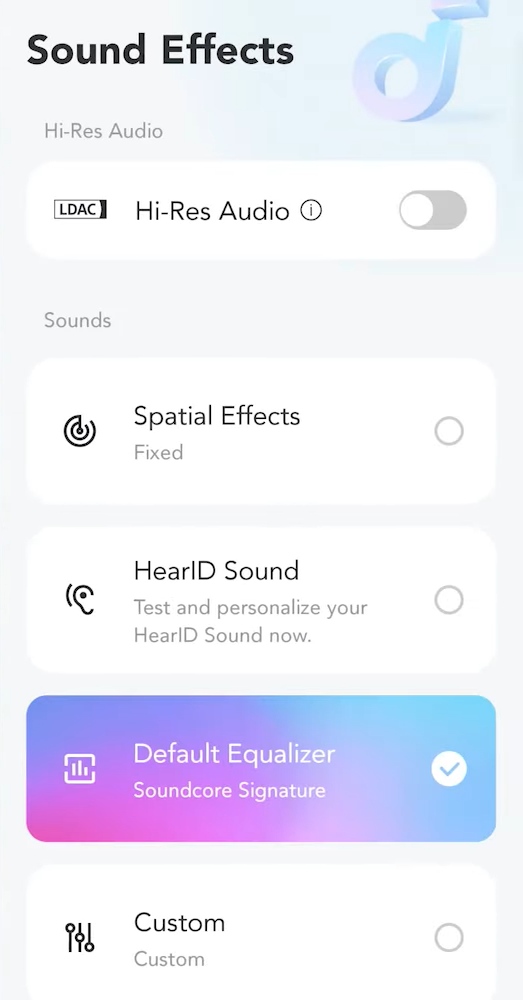 Sound Effects
Hi-Res Audio
LDAC Hi-Res Audio
Sounds
Spatial Effects
Fixed
HearID Sound
Test and personalize your
HearID Sound now.
Default Equalizer
Soundcore Signature
Custom
Custom